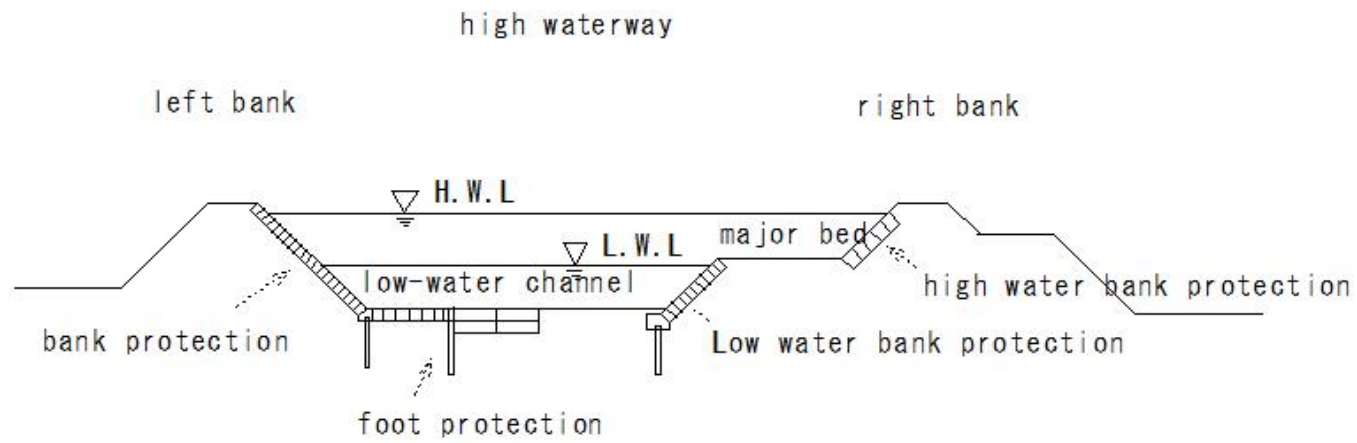 high waterway
left bank
right bank
H.W.L
L.W.L
major bed
low-water channel
high water bank protection
bank protection
Low water bank protection
foot protection